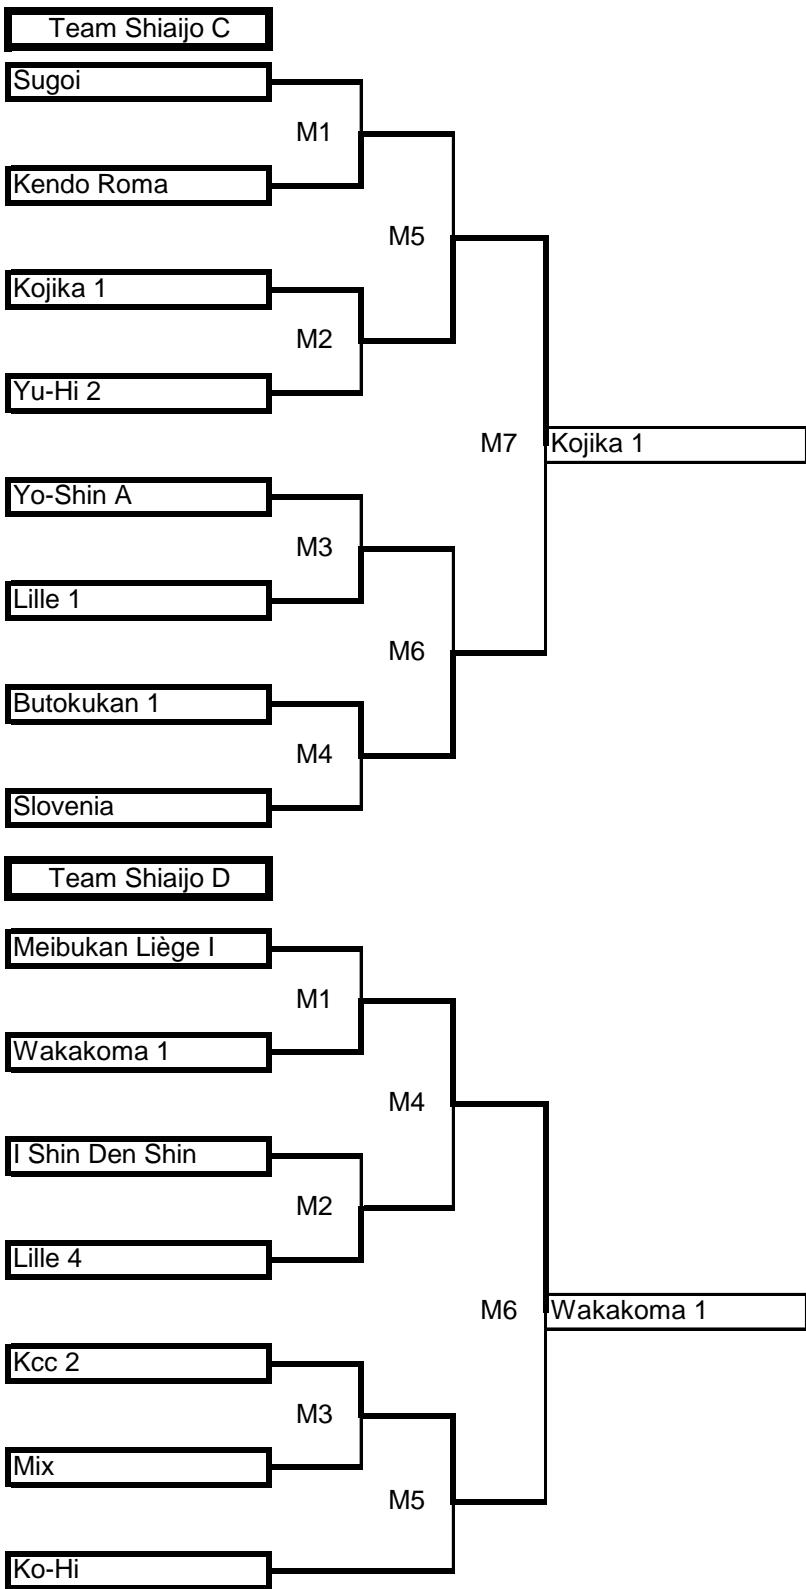 Team Shiaijo C
Sugoi
M1
Kendo Roma
M5
Kojika 1
M2
Yu-Hi 2
M7
Kojika 1
Yo-Shin A
M3
Lille 1
M6
Butokukan 1
M4
Slovenia
Team Shiaijo D
Meibukan Liège I
M1
Wakakoma 1
M4
I Shin Den Shin
M2
Lille 4
M6
Wakakoma 1
Kcc 2
M3
Mix
M5
Ko-Hi